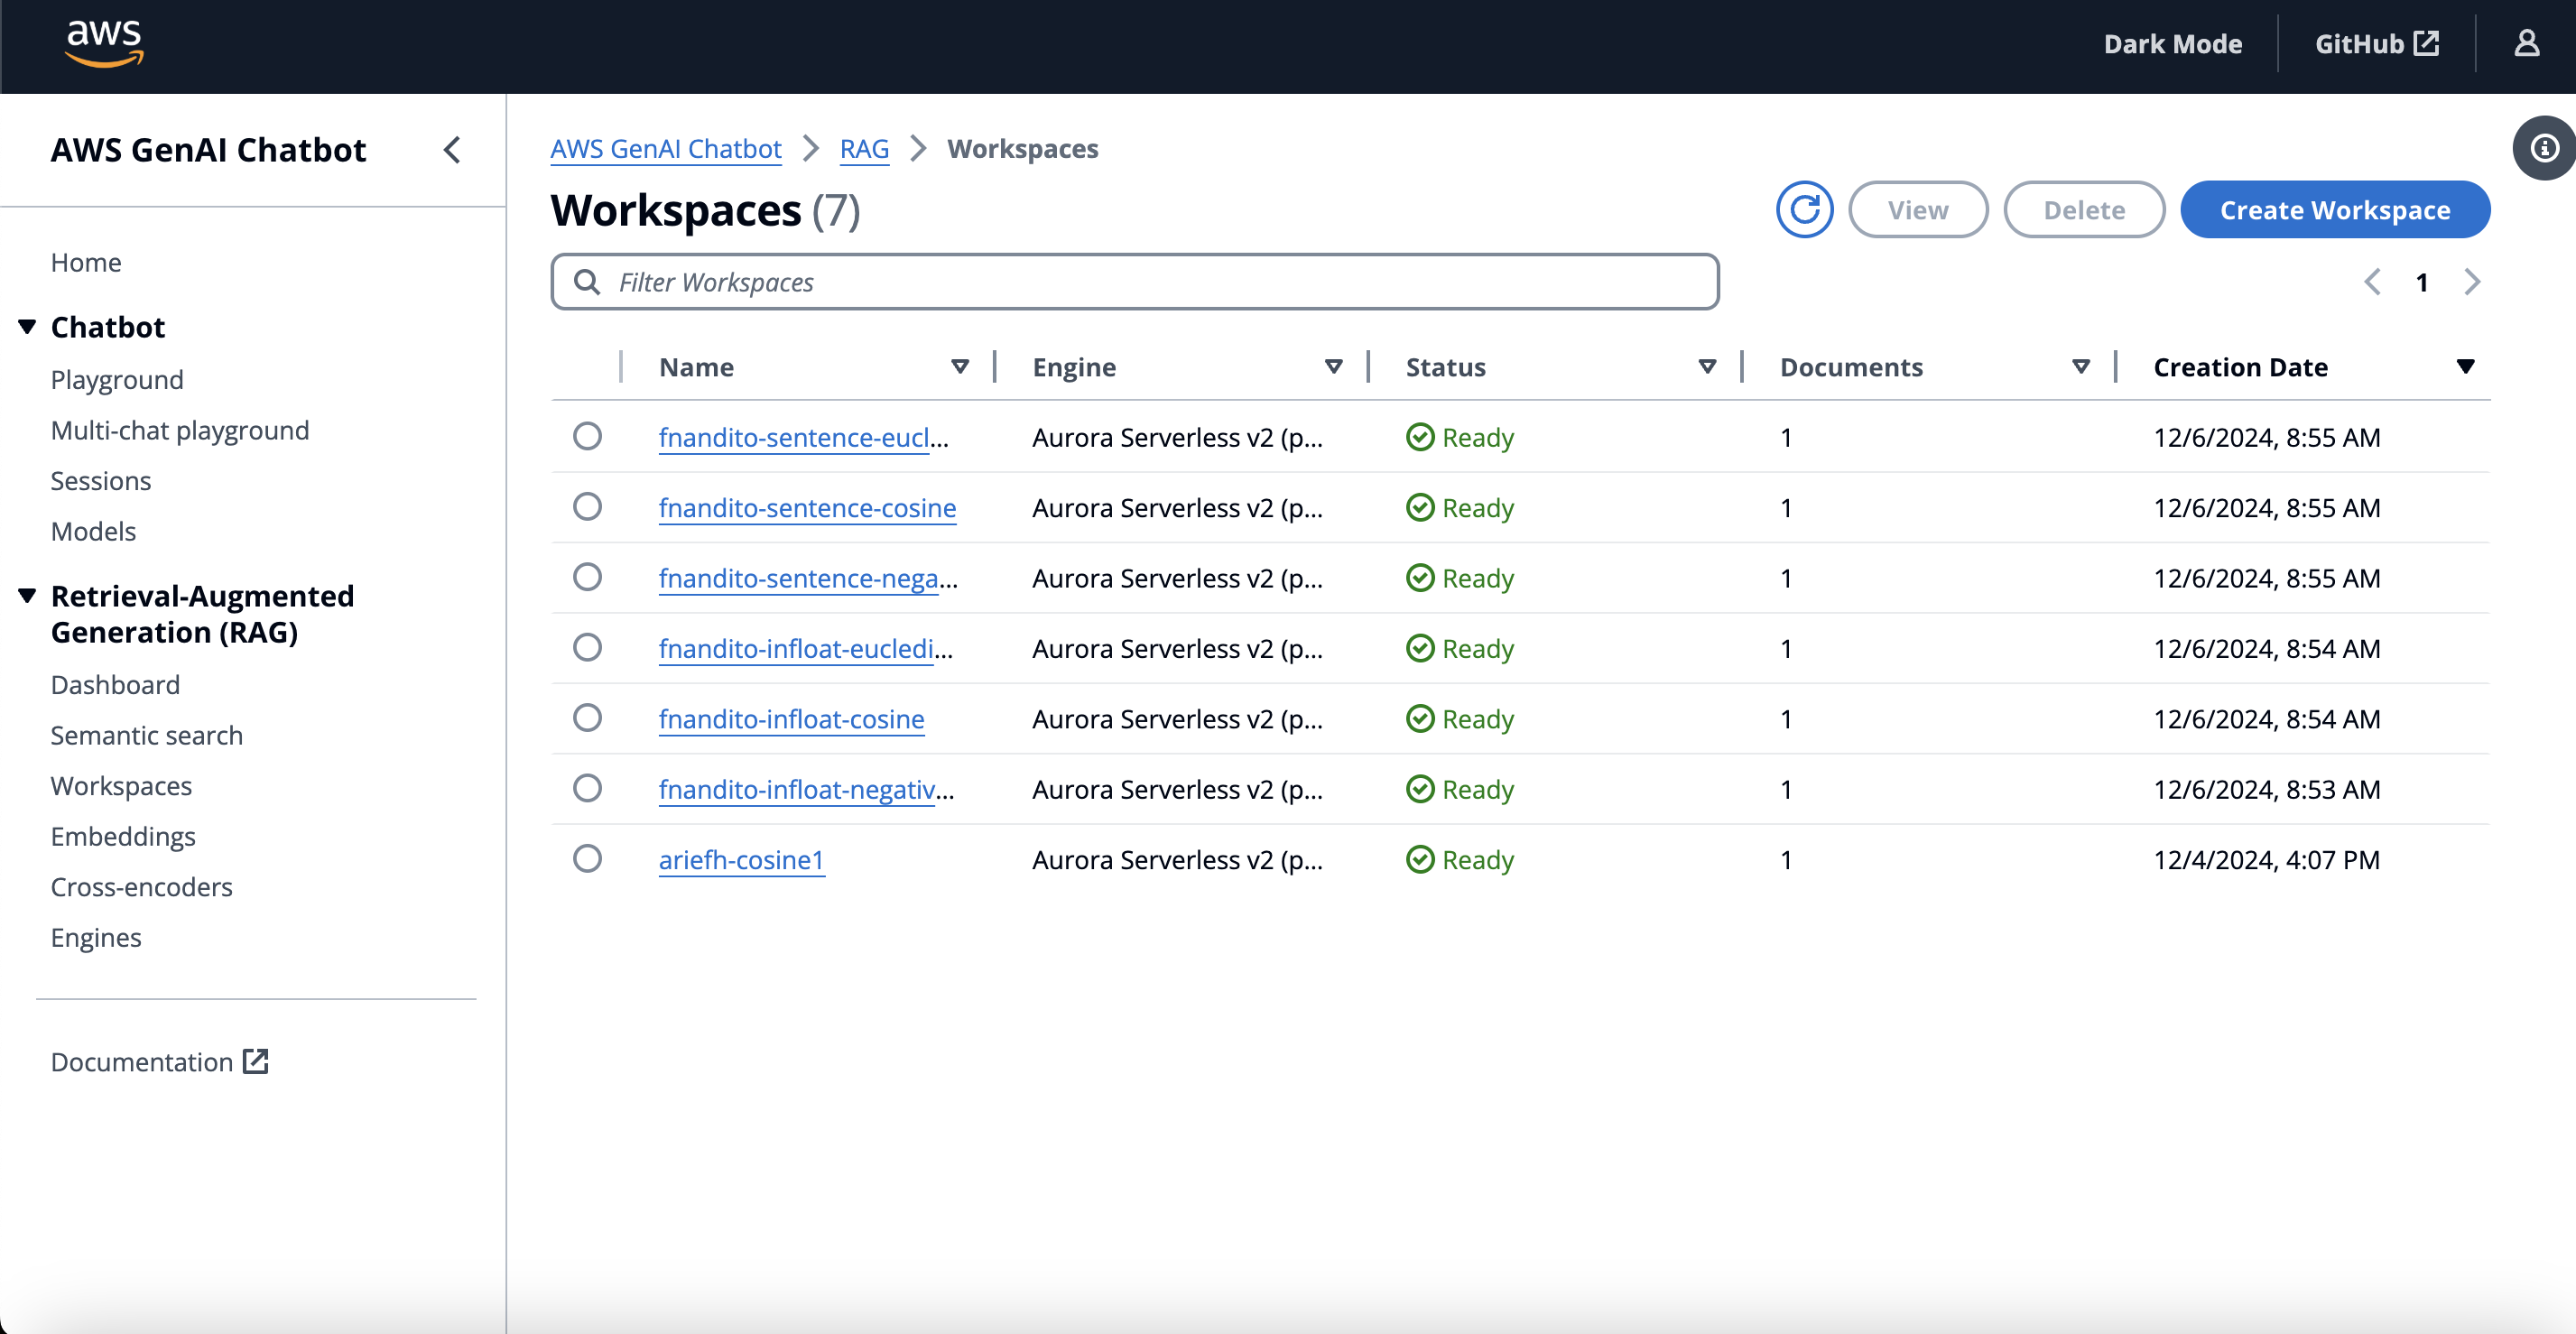 aws
Dark Mode
GitHub
AWS GenAI Chatbot
Home
Chatbot
Playground
Multi-chat playground
Sessions
Models
Retrieval-Augmented
Generation (RAG)
Dashboard
Semantic search
Workspaces
Embeddings
Cross-encoders
Engines
Documentation
AWS GenAI Chatbot > RAG > Workspaces
Workspaces (7)
View Delete Create Workspace
Filter Workspaces
1
Name Engine Status Documents Creation Date
fnandito-sentence-eucl... Aurora Serverless v2 (p... Ready 1 12/6/2024, 8:55 AM
fnandito-sentence-cosine Aurora Serverless v2 (p... Ready 1 12/6/2024, 8:55 AM
fnandito-sentence-nega... Aurora Serverless v2 (p... Ready 1 12/6/2024, 8:55 AM
fnandito-infloat-eucledi... Aurora Serverless v2 (p... Ready 1 12/6/2024, 8:54 AM
fnandito-infloat-cosine Aurora Serverless v2 (p... Ready 1 12/6/2024, 8:54 AM
fnandito-infloat-negativ... Aurora Serverless v2 (p... Ready 1 12/6/2024, 8:53 AM
ariefh-cosine1 Aurora Serverless v2 (p... Ready 1 12/4/2024, 4:07 PM